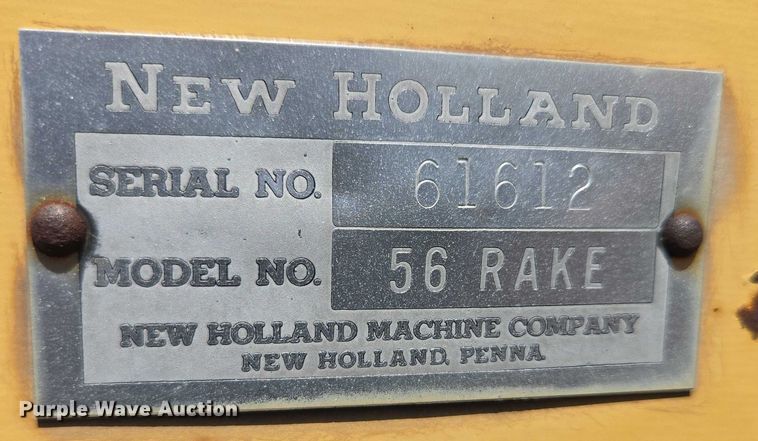 NEW HOLLAND
SERIAL NO. 61612
MODEL NO. 56 RAKE
NEW HOLLAND MACHINE COMPANY
NEW HOLLAND, PENNA.
Purple Wave Auction